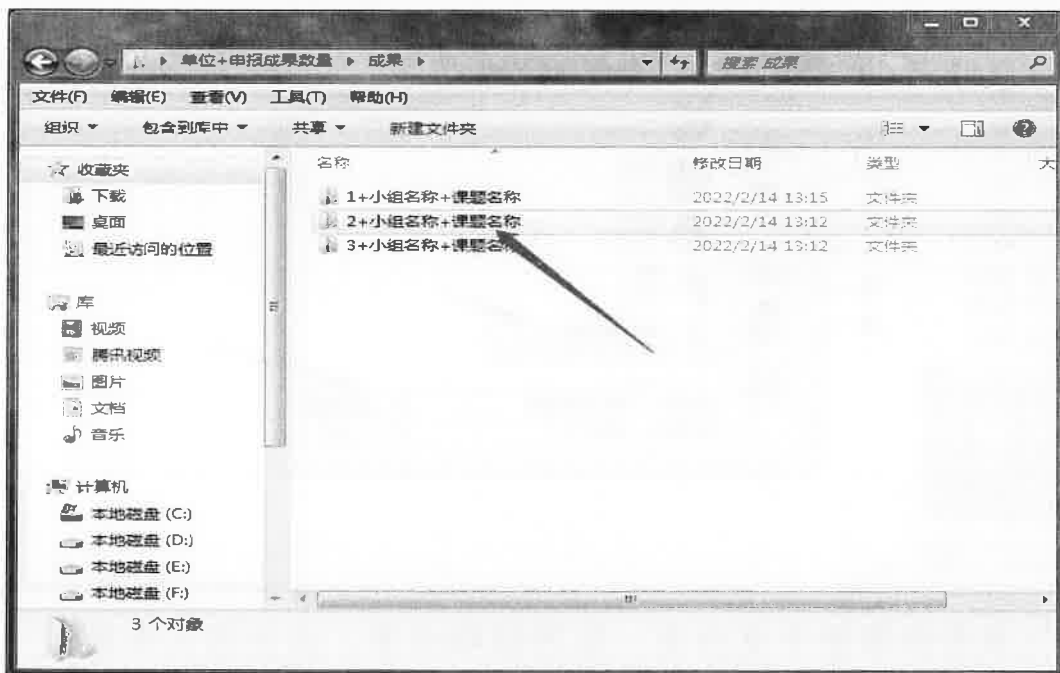 单位+申报成果数量 ▸ 成果 ▸
搜索 成果
文件(F) 编辑(E) 查看(V) 工具(T) 帮助(H)
组织 包含到库中 共享 新建文件夹
名称 修改日期 类型 大
收藏夹
下载
桌面
最近访问的位置
库
视频
腾讯视频
图片
文档
音乐
计算机
本地磁盘 (C:)
本地磁盘 (D:)
本地磁盘 (E:)
本地磁盘 (F:)
1+小组名称+课题名称 2022/2/14 13:15 文件夹
2+小组名称+课题名称 2022/2/14 13:12 文件夹
3+小组名称+课题名称 2022/2/14 13:12 文件夹
3 个对象